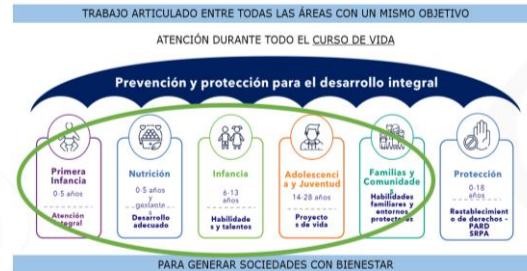 TRABAJO ARTICULADO ENTRE TODAS LAS ÁREAS CON UN MISMO OBJETIVO
ATENCIÓN DURANTE TODO EL CURSO DE VIDA
Prevención y protección para el desarrollo integral
Primera
Infancia
0-5 años
Atención
Integral
Nutrición
0-5 años
y
gestante
s
Desarrollo
adecuado
Infancia
6-13
años
Habilidade
s y talentos
Adolescenci
a y Juventud
14-28 años
Proyecto
s de vida
Familias y
Comunidade
s
Habilidades
familiares y
entornos
protectores
Protección
0-18
años
Restablecimient
o de derechos -
PARD
SRPA
PARA GENERAR SOCIEDADES CON BIENESTAR